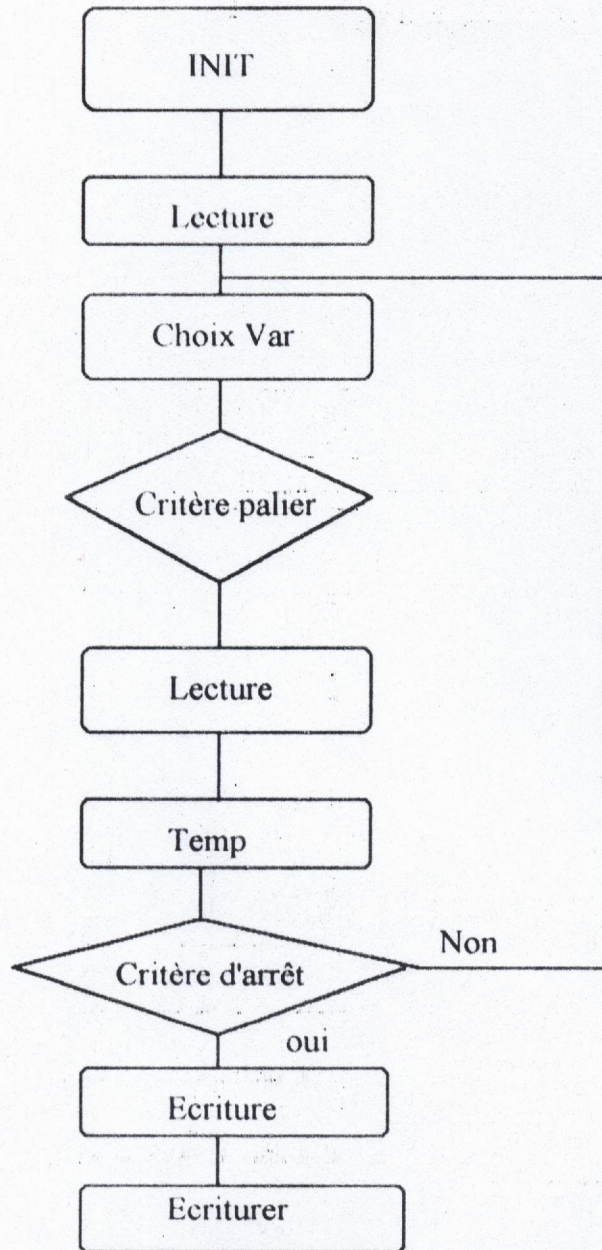 INIT
Lecture
Choix Var
Critère palier
Lecture
Temp
Critère d'arrêt
Non
oui
Ecriture
Ecriturer